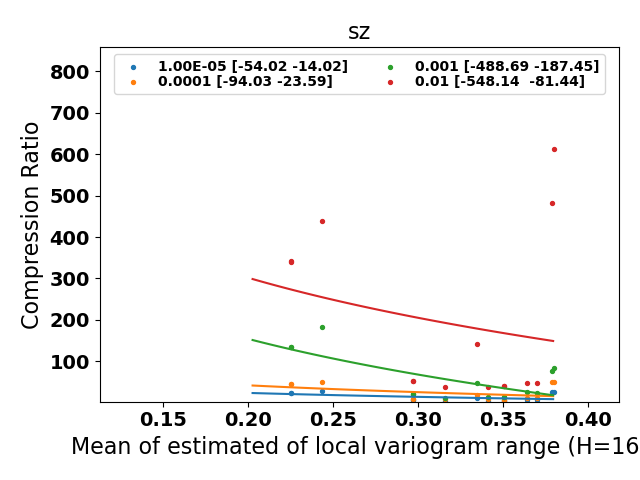 sz
1.00E-05 [-54.02 -14.02]
0.0001 [-94.03 -23.59]
0.001 [-488.69 -187.45]
0.01 [-548.14  -81.44]
Compression Ratio
800
700
600
500
400
300
200
100
0.15 0.20 0.25 0.30 0.35 0.40
Mean of estimated of local variogram range (H=16